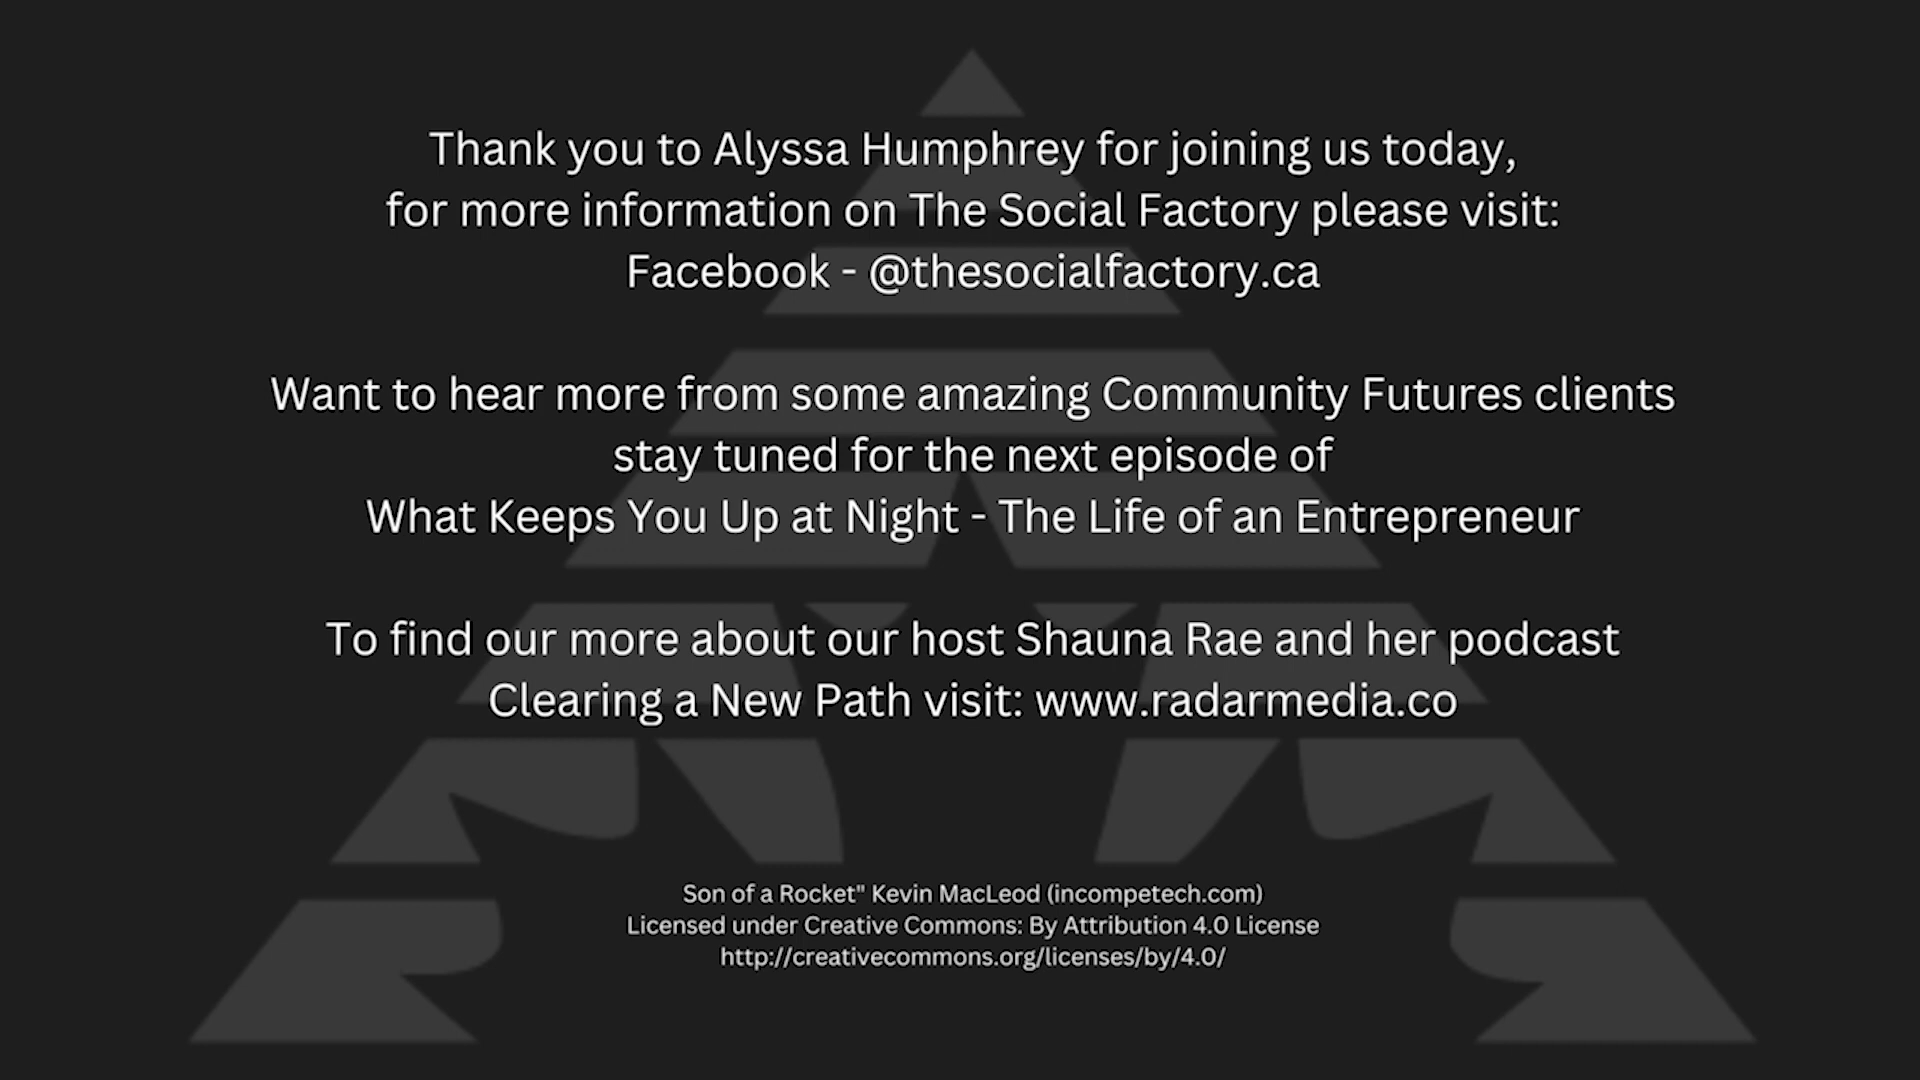 Thank you to Alyssa Humphrey for joining us today,
for more information on The Social Factory please visit:
Facebook - @thesocialfactory.ca
Want to hear more from some amazing Community Futures clients
stay tuned for the next episode of
What Keeps You Up at Night - The Life of an Entrepreneur
To find our more about our host Shauna Rae and her podcast
Clearing a New Path visit: www.radarmedia.co
Son of a Rocket" Kevin MacLeod (incompetech.com)
Licensed under Creative Commons: By Attribution 4.0 License
http://creativecommons.org/licenses/by/4.0/